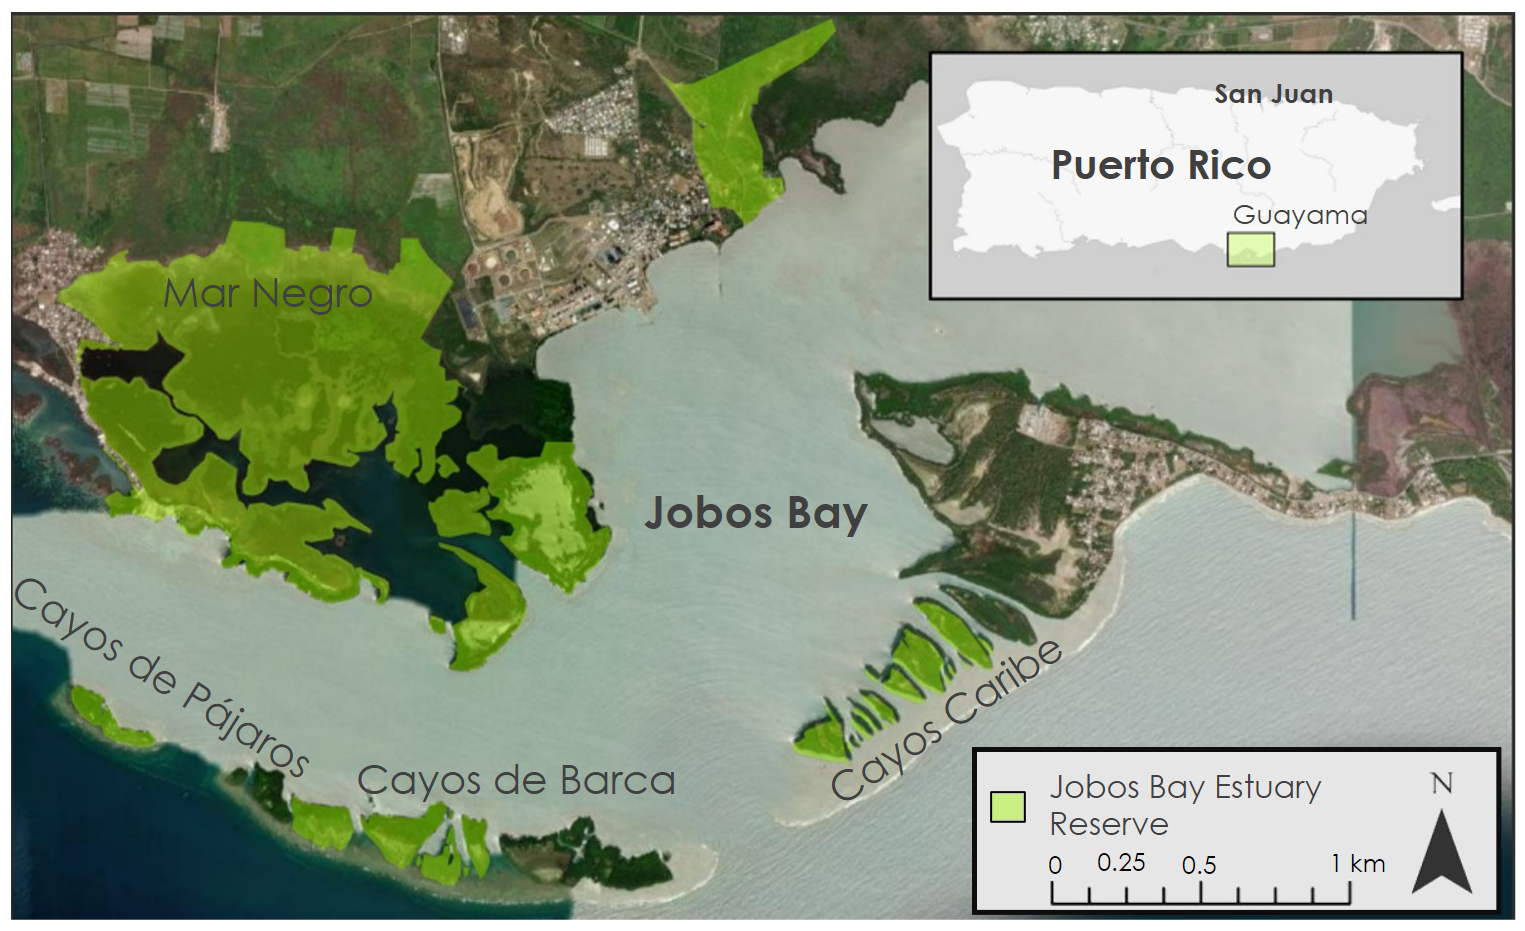 San Juan
Puerto Rico
Guayama
Mar Negro
Jobos Bay
Cayos de Pájaros
Cayos de Barca
Cayos Caribe
Jobos Bay Estuary
Reserve
N
0 0.25 0.5 1 km